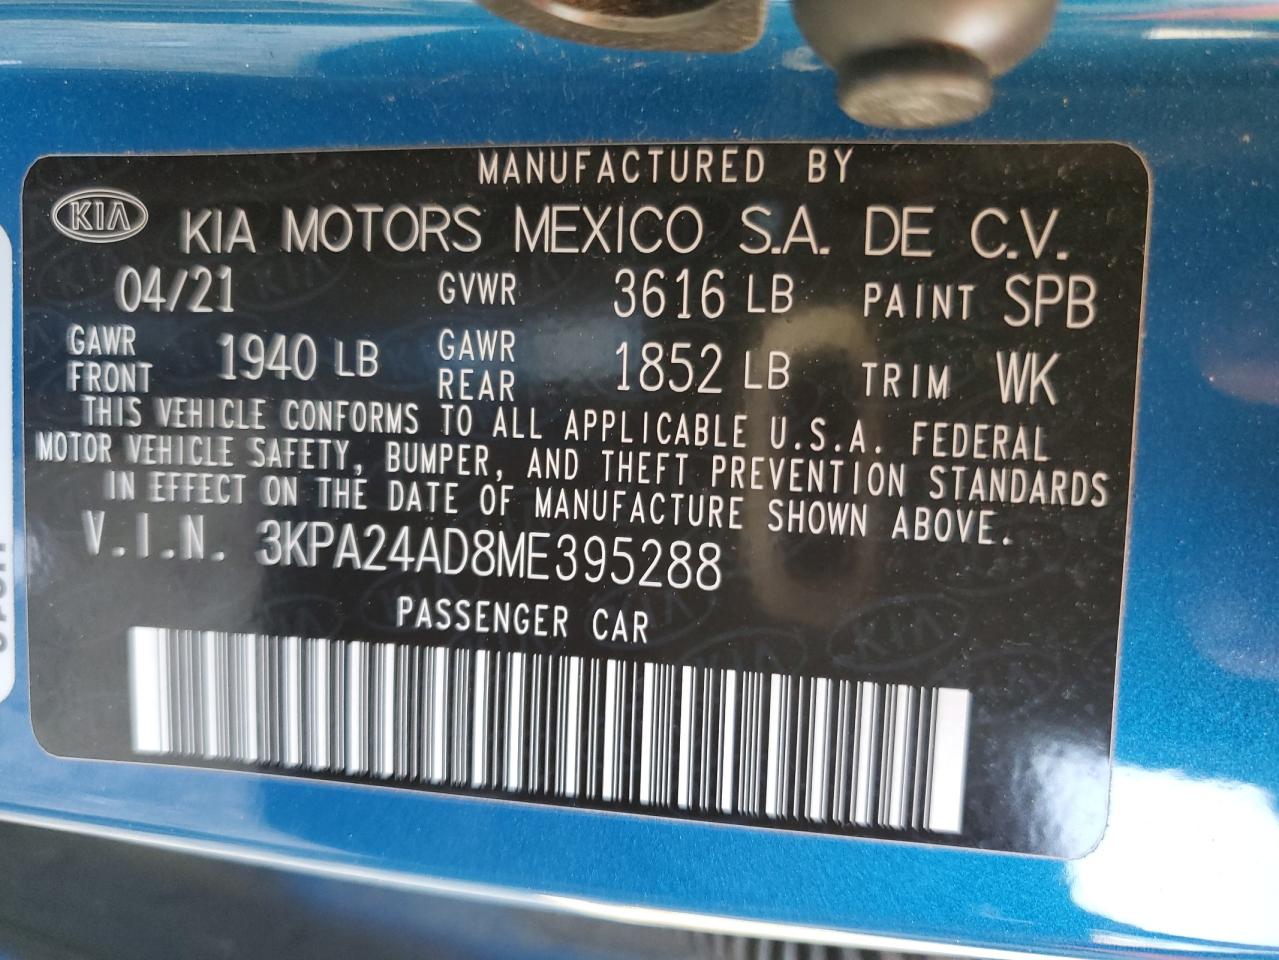 MANUFACTURED BY
KIA KIA MOTORS MEXICO S.A. DE C.V.
04/21 GVWR 3616 LB PAINT SPB
GAWR FRONT 1940 LB GAWR REAR 1852 LB TRIM WK
THIS VEHICLE CONFORMS TO ALL APPLICABLE U.S.A. FEDERAL
MOTOR VEHICLE SAFETY, BUMPER, AND THEFT PREVENTION STANDARDS
IN EFFECT ON THE DATE OF MANUFACTURE SHOWN ABOVE.
V.I.N. 3KPA24AD8ME395288
PASSENGER CAR